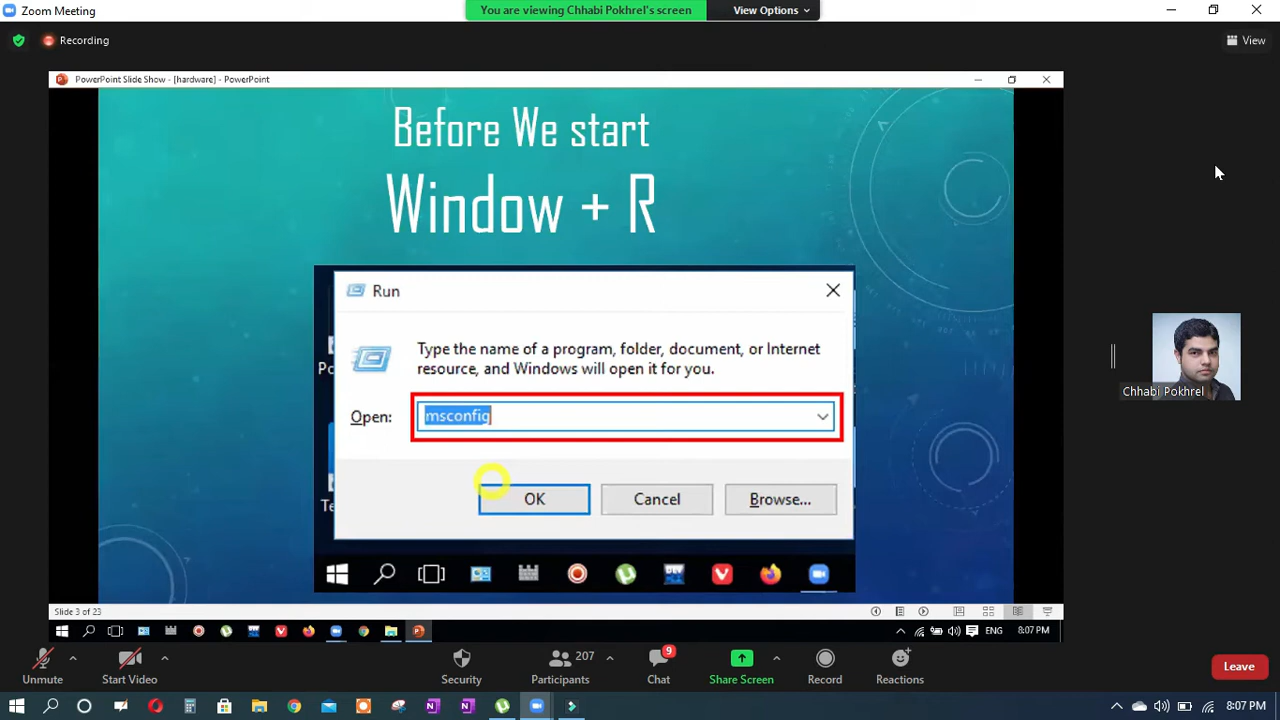 Zoom Meeting
You are viewing Chhabi Pokhrel's screen
View Options
Recording
View
PowerPoint Slide Show - [hardware] - PowerPoint
Before We start
Window + R
Run
Type the name of a program, folder, document, or Internet
resource, and Windows will open it for you.
Open:
msconfig
OK
Cancel
Browse...
Chhabi Pokhrel
Slide 3 of 23
ENG
8:07 PM
Unmute
Start Video
Security
207
Participants
9
Chat
Share Screen
Record
Reactions
Leave
8:07 PM